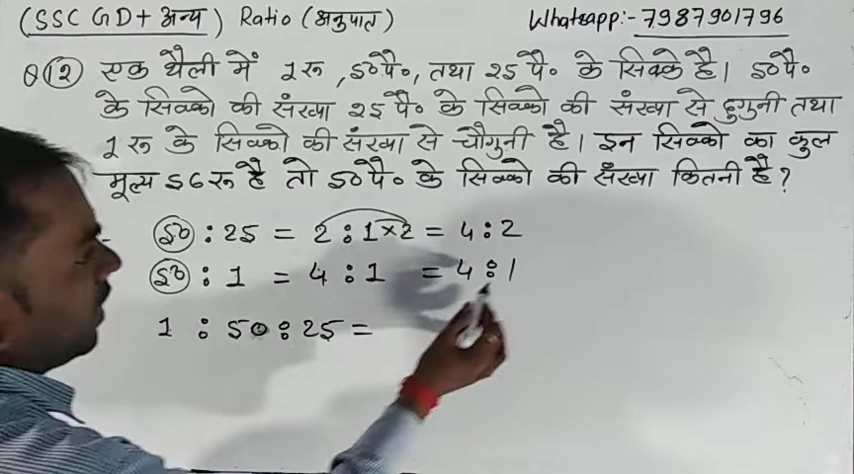 (SSC GD + अन्य) Ratio (अनुपात) Whatsapp:- 7987901796
Q12 एक थैली में 1 रू, 50 पै०, तथा 25 पै० के सिक्के है। 50 पै०
के सिक्को की संख्या 25 पै० के सिक्को की संख्या से दुगुनी तथा
1 रू के सिक्को की संख्या से चौगुनी है। इन सिक्को का कुल
मूल्य 56 रू है तो 50 पै० के सिक्को की संख्या कितनी है?
50 : 25 = 2 : 1 × 2 = 4 : 2
50 : 1 = 4 : 1 = 4 : 1
1 : 50 : 25 =